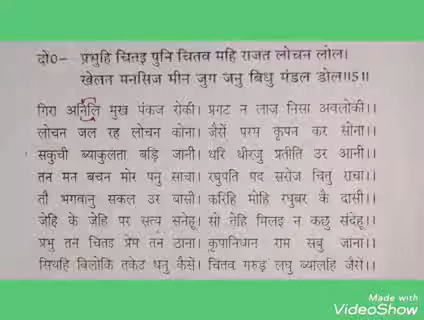 दो०- प्रभुहि चितइ पुनि चितव महि राजत लोचन लोल।
खेलत मनसिज मीन जुग जनु बिधु मंडल डोल॥5॥
गिरा अनिलि मुख पंकज रोकी। प्रगट न लाज निसा अवलोकी।।
लोचन जल रह लोचन कोना। जैसें परम कृपन कर सोना।।
सकुची ब्याकुलता बड़ि जानी। धरि धीरजु प्रतीति उर आनी।।
तन मन बचन मोर पनु साचा। रघुपति पद सरोज चितु राचा।।
तौ भगवानु सकल उर बासी। करिहि मोहि रघुबर कै दासी।।
जेहि के जेहि पर सत्य सनेहू। सो तेहि मिलइ न कछु संदेहू।।
प्रभु तन चितइ प्रेम तन ठाना। कृपानिधान राम सबु जाना।।
सियहि बिलोकि तकेउ धनु कैसें। चितव गरुड़ लघु ब्यालहि जैसें।।
Made with
VideoShow